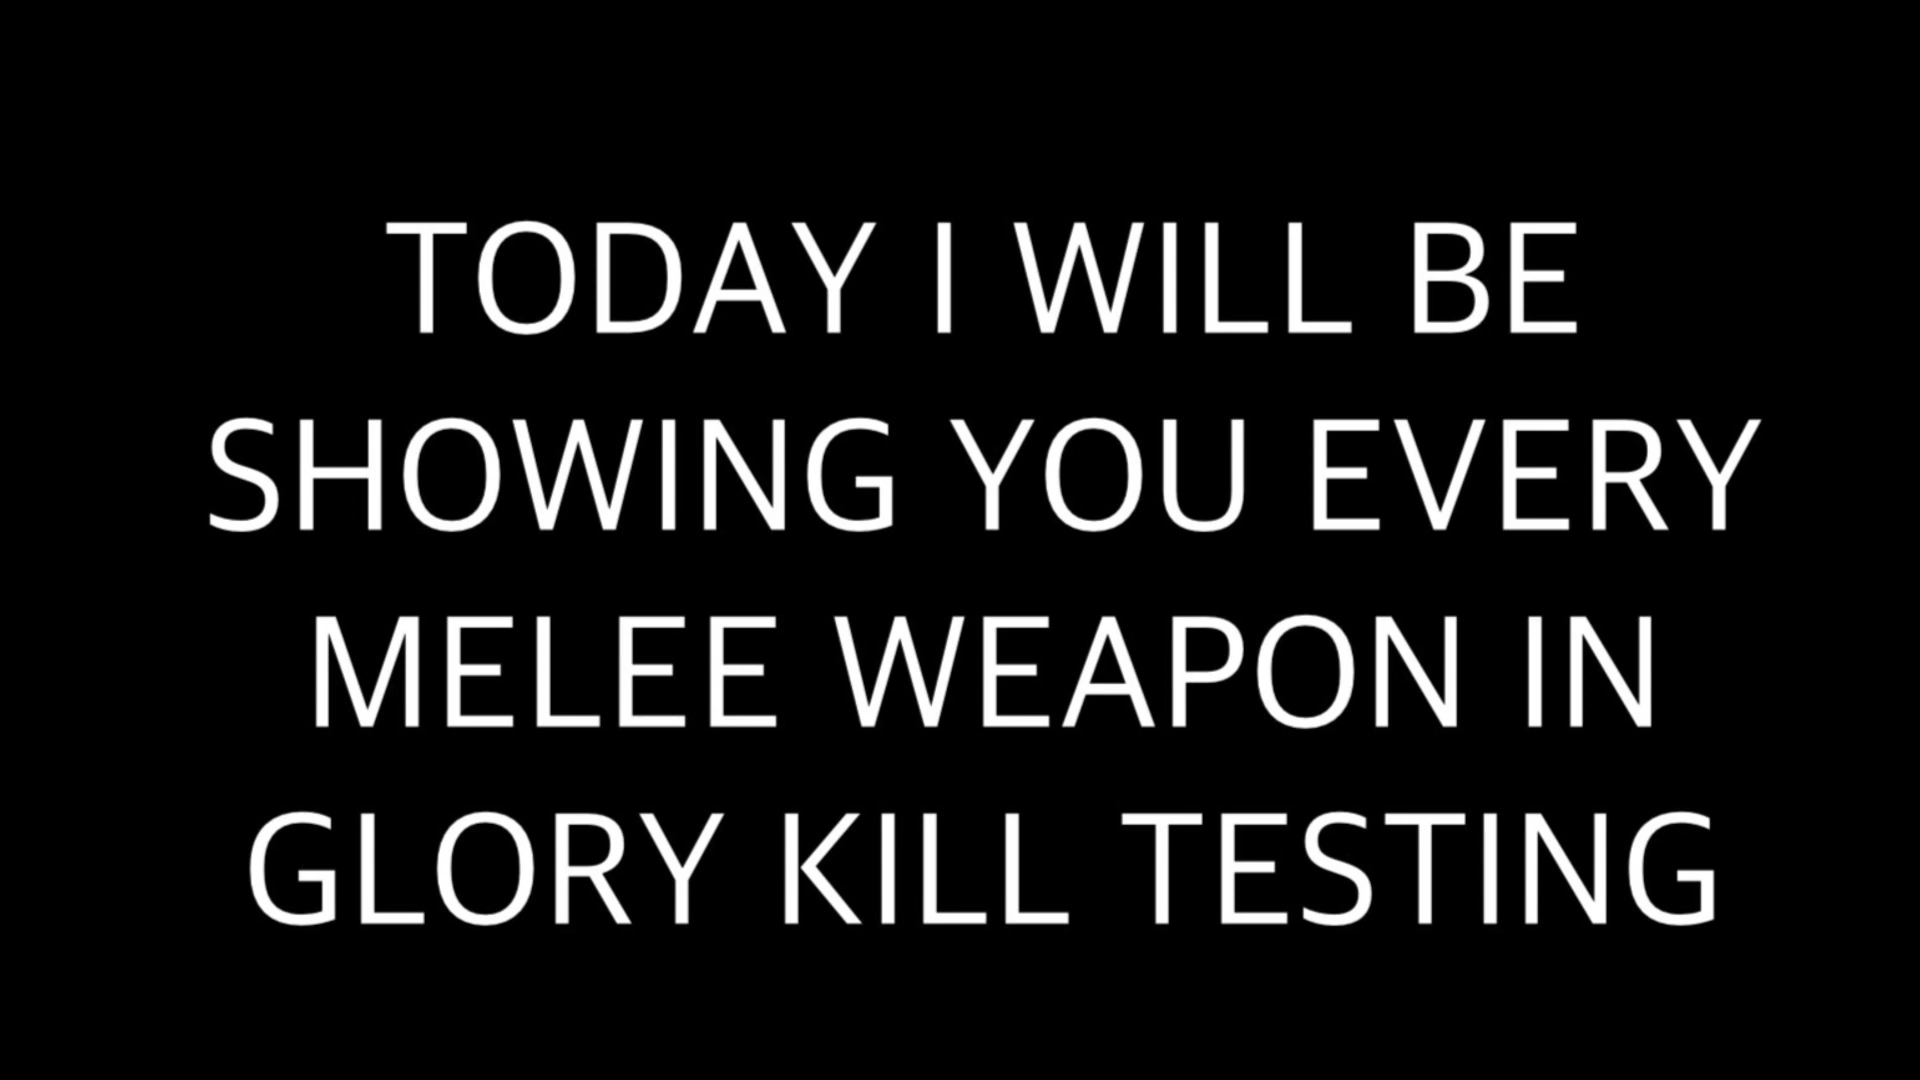 TODAY I WILL BE
SHOWING YOU EVERY
MELEE WEAPON IN
GLORY KILL TESTING